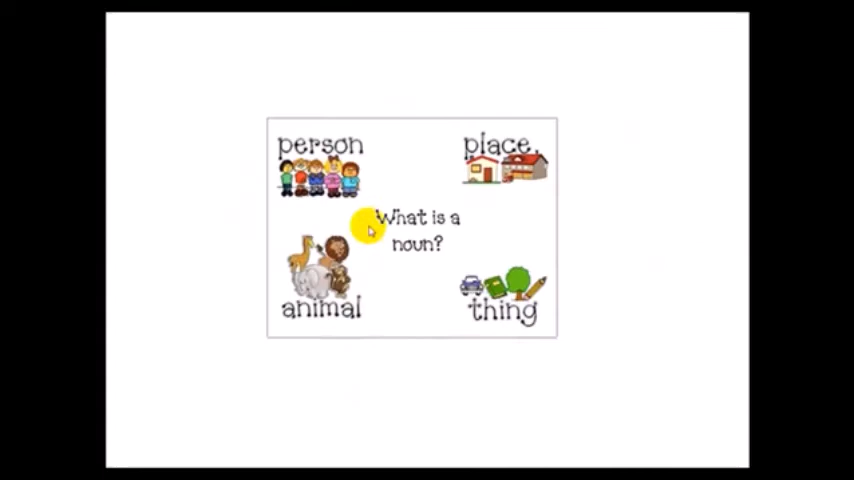 person
place
What is a
noun?
animal
thing